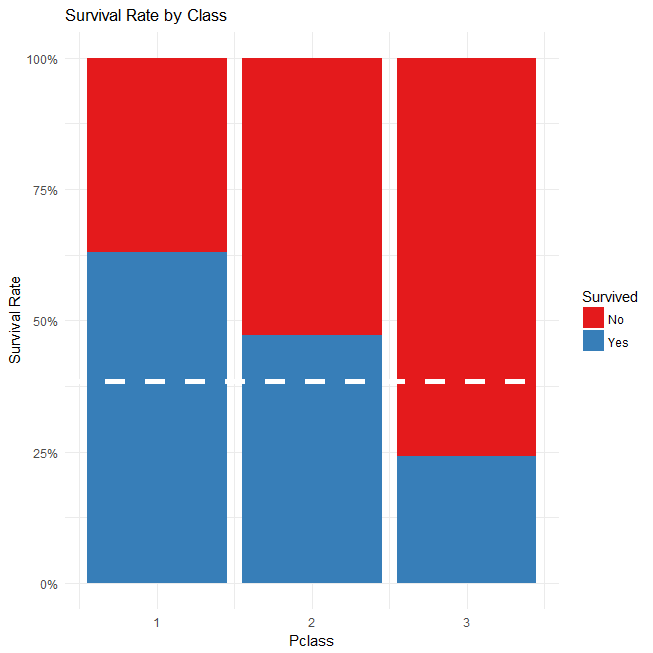 Survival Rate by Class
Survival Rate
100%
75%
50%
25%
0%
1 2 3
Pclass
Survived
No
Yes